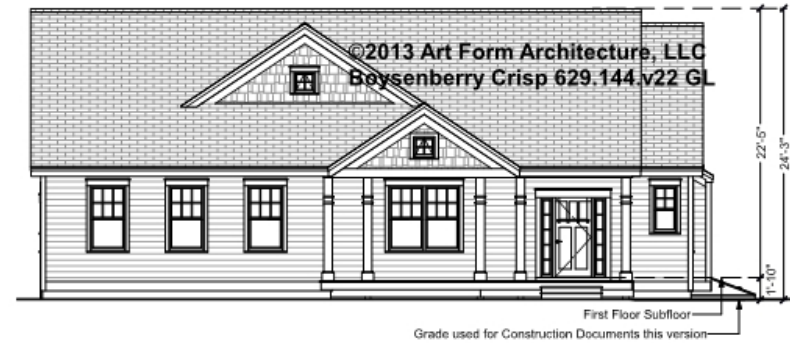 ©2013 Art Form Architecture, LLC
Boysenberry Crisp 629.144.v22 GL
22'-5"
24'-3"
1'-10"
First Floor Subfloor
Grade used for Construction Documents this version